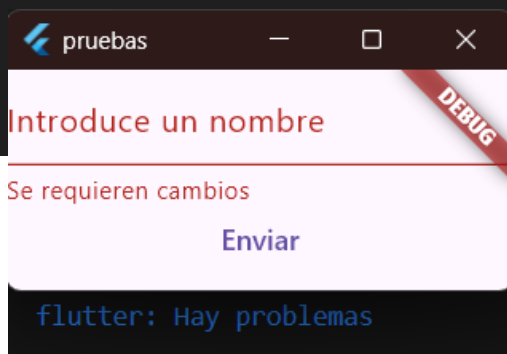 pruebas
DEBUG
Introduce un nombre
Se requieren cambios
Enviar
flutter: Hay problemas